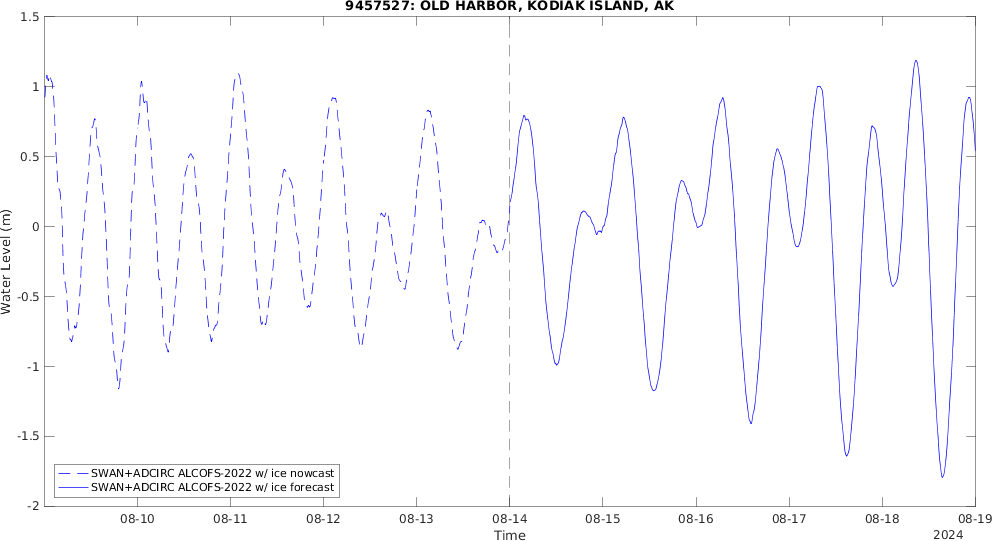 9457527: OLD HARBOR, KODIAK ISLAND, AK
1.5
1
0.5
0
-0.5
-1
-1.5
-2
Water Level (m)
SWAN+ADCIRC ALCOFS-2022 w/ ice nowcast
SWAN+ADCIRC ALCOFS-2022 w/ ice forecast
08-10 08-11 08-12 08-13 08-14 08-15 08-16 08-17 08-18 08-19
Time
2024